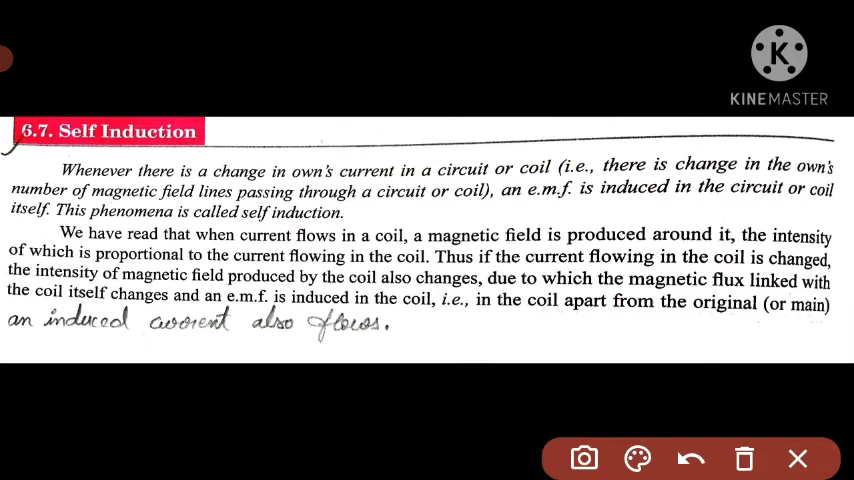 K
KINEMASTER
6.7. Self Induction
Whenever there is a change in own's current in a circuit or coil (i.e., there is change in the own's
number of magnetic field lines passing through a circuit or coil), an e.m.f. is induced in the circuit or coil
itself. This phenomena is called self induction.
We have read that when current flows in a coil, a magnetic field is produced around it, the intensity
of which is proportional to the current flowing in the coil. Thus if the current flowing in the coil is changed,
the intensity of magnetic field produced by the coil also changes, due to which the magnetic flux linked with
the coil itself changes and an e.m.f. is induced in the coil, i.e., in the coil apart from the original (or main)
an induced current also flows.